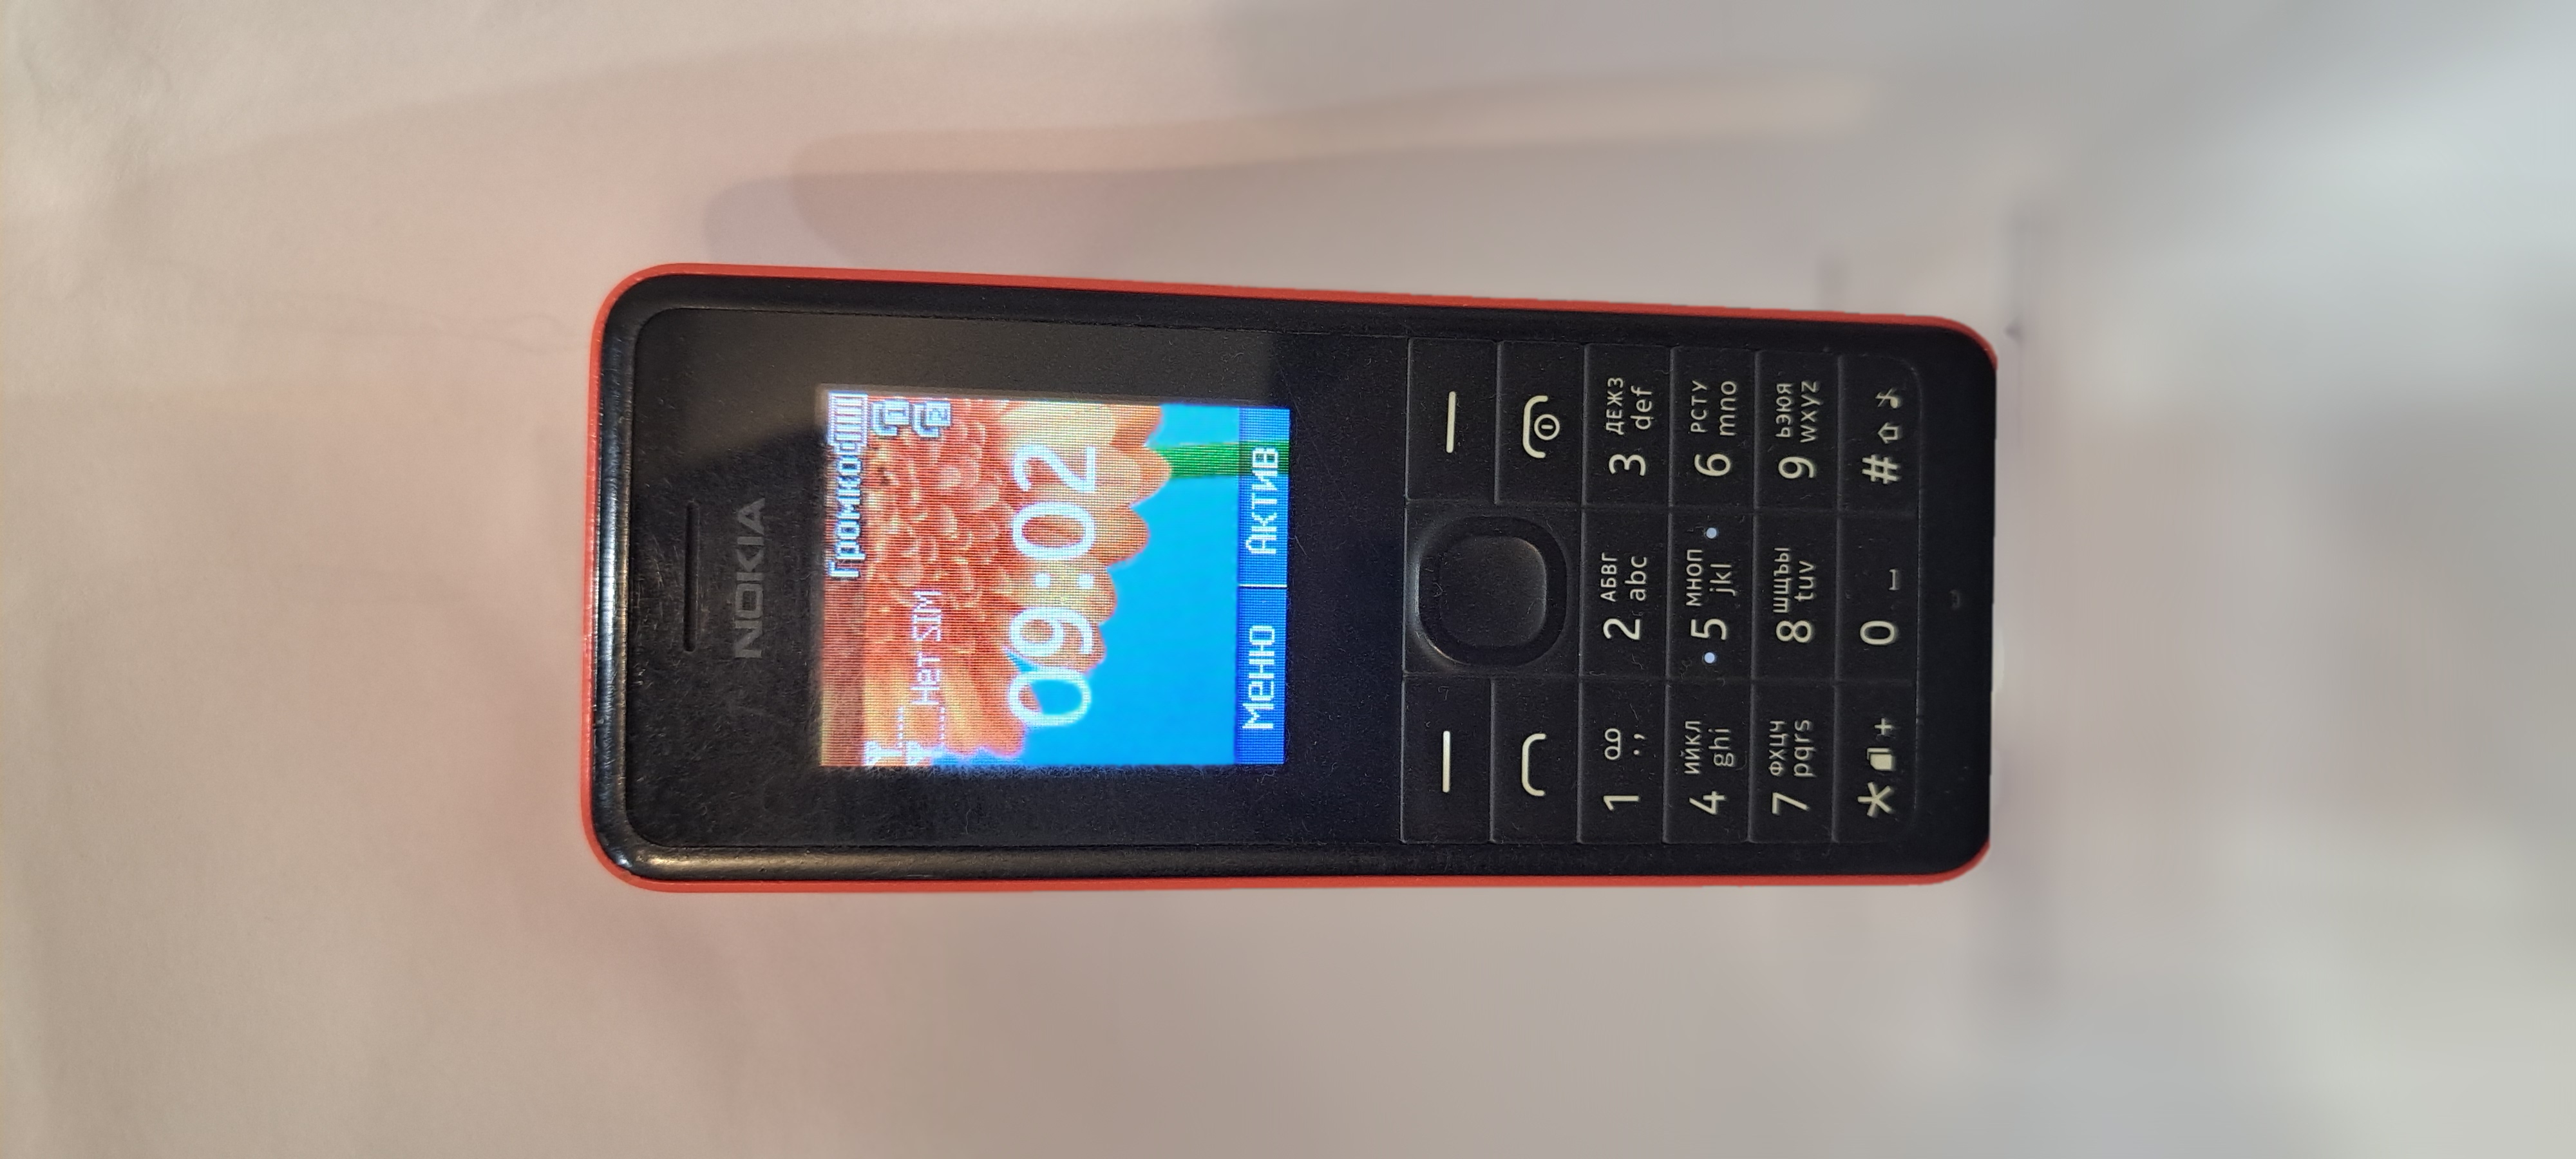 NOKIA
Громко
1
Нет SIM
2
09:02
Меню Актив
1 .,
2 АБВГ abc
3 ДЕЖЗ def
4 ИЙКЛ ghi
5 МНОП jkl
6 РСТУ mno
7 ФХЦЧ pqrs
8 ШЩЪЫ tuv
9 ЬЭЮЯ wxyz
* +
0
#